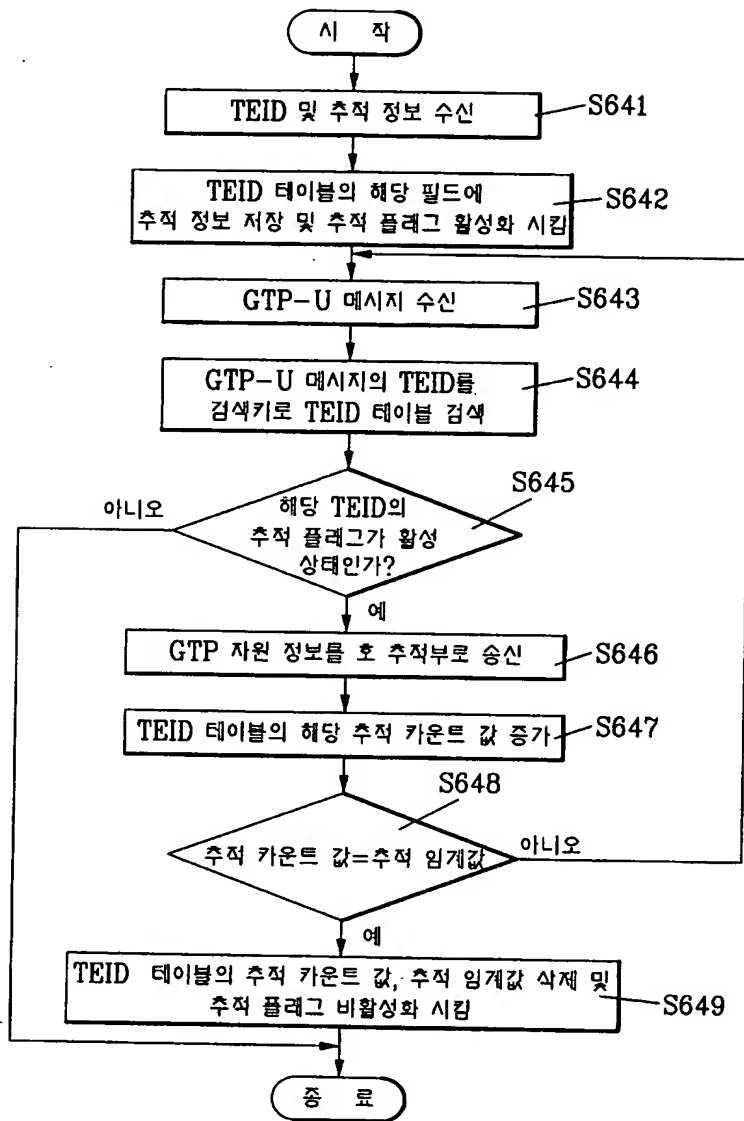 시 작
TEID 및 추적 정보 수신
S641
TEID 테이블의 해당 필드에
추적 정보 저장 및 추적 플래그 활성화 시킴
S642
GTP-U 메시지 수신
S643
GTP-U 메시지의 TEID를
검색키로 TEID 테이블 검색
S644
S645
아니오
해당 TEID의
추적 플래그가 활성
상태인가?
예
GTP 자원 정보를 호 추적부로 송신
S646
TEID 테이블의 해당 추적 카운트 값 증가
S647
S648
추적 카운트 값=추적 임계값
아니오
예
TEID 테이블의 추적 카운트 값, 추적 임계값 삭제 및
추적 플래그 비활성화 시킴
S649
종 료